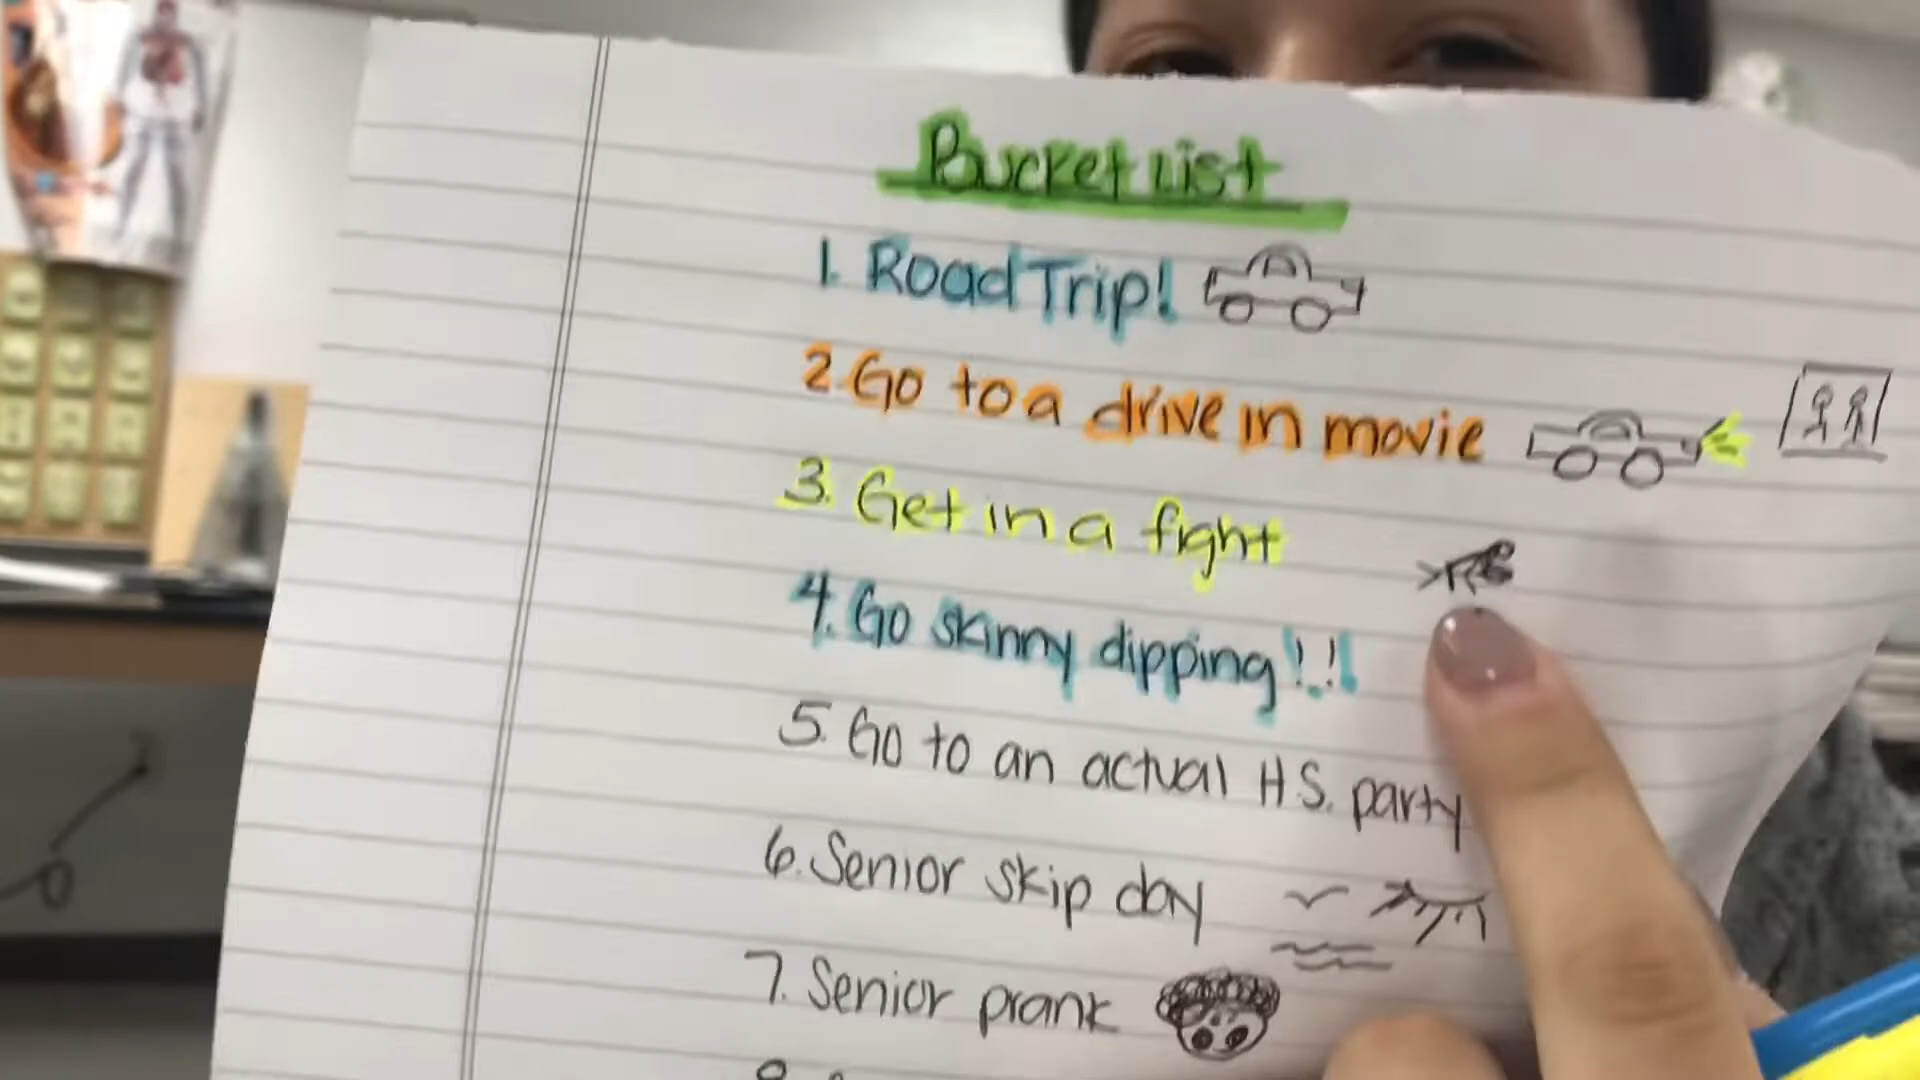 Bucket List
1. Road Trip!
2. Go to a drive in movie
3. Get in a fight
4. Go skinny dipping!!!
5. Go to an actual H.S. party
6. Senior skip day
7. Senior prank
8.